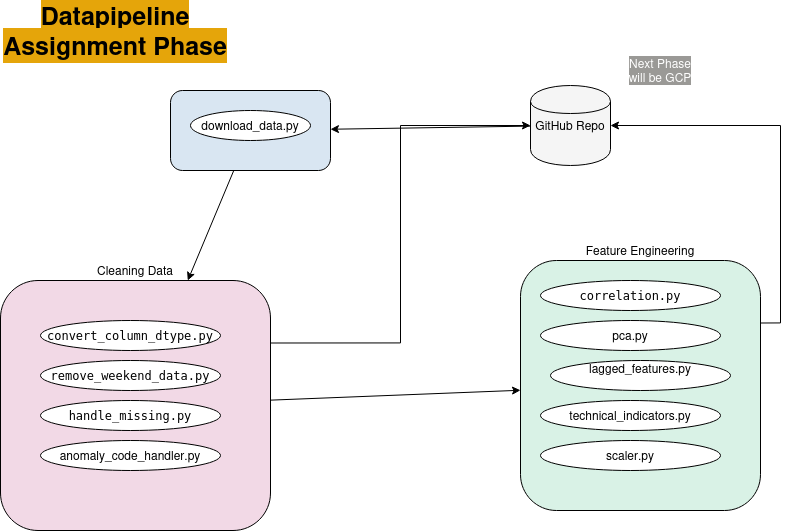 Datapipeline
Assignment Phase
Next Phase
will be GCP
download_data.py
GitHub Repo
Cleaning Data
convert_column_dtype.py
remove_weekend_data.py
handle_missing.py
anomaly_code_handler.py
Feature Engineering
correlation.py
pca.py
lagged_features.py
technical_indicators.py
scaler.py